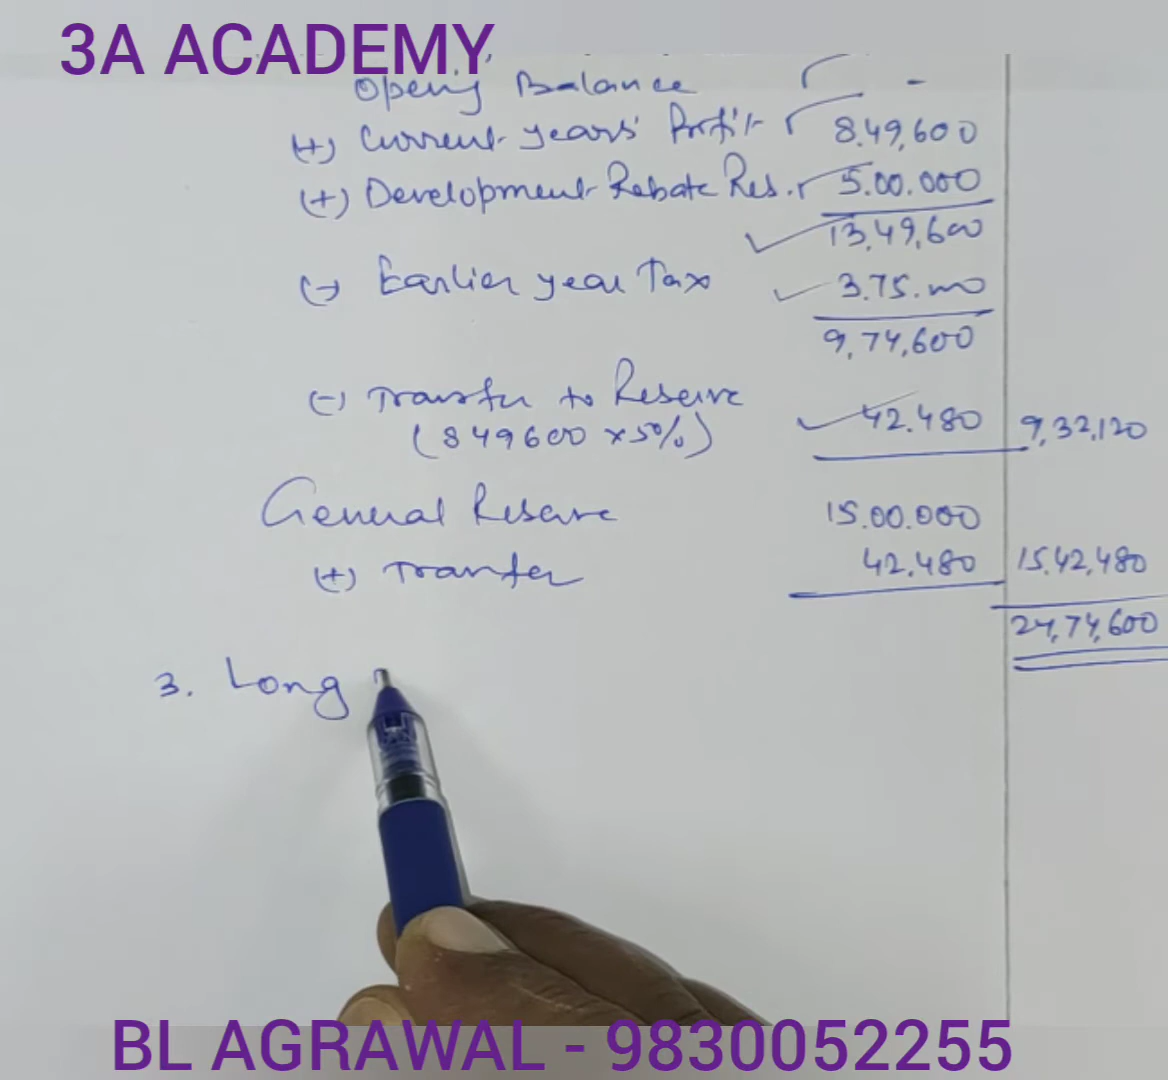 3A ACADEMY
Opening Balance -
(+) Current years' Profit 8,49,600
(+) Development Rebate Res. 5,00,000
13,49,600
(-) Earlier year Tax 3,75,000
9,74,600
(-) Transfer to Reserve
(849600 x 5%) 42,480 9,32,120
General Reserve 15,00,000
(+) Transfer 42,480 15,42,480
24,74,600
3. Long
BL AGRAWAL - 9830052255